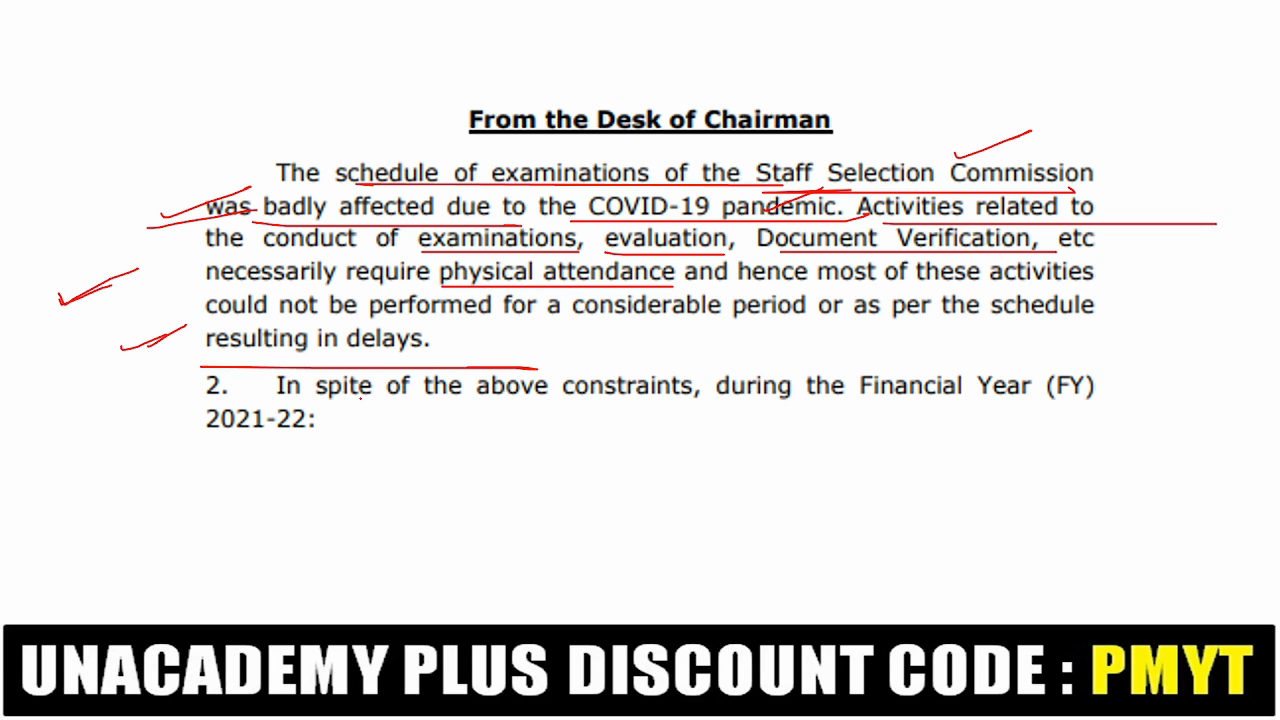 From the Desk of Chairman
The schedule of examinations of the Staff Selection Commission
was badly affected due to the COVID-19 pandemic. Activities related to
the conduct of examinations, evaluation, Document Verification, etc
necessarily require physical attendance and hence most of these activities
could not be performed for a considerable period or as per the schedule
resulting in delays.
2. In spite of the above constraints, during the Financial Year (FY)
2021-22:
UNACADEMY PLUS DISCOUNT CODE : PMYT